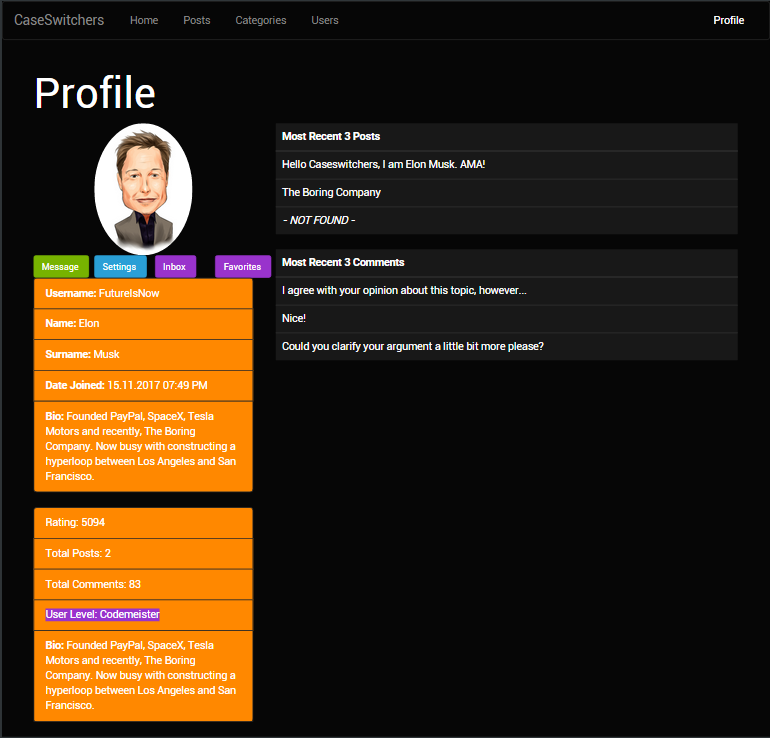 CaseSwitchers Home Posts Categories Users Profile
Profile
Message Settings Inbox Favorites
Username: FutureIsNow
Name: Elon
Surname: Musk
Date Joined: 15.11.2017 07:49 PM
Bio: Founded PayPal, SpaceX, Tesla
Motors and recently, The Boring
Company. Now busy with constructing a
hyperloop between Los Angeles and San
Francisco.
Rating: 5094
Total Posts: 2
Total Comments: 83
User Level: Codemeister
Bio: Founded PayPal, SpaceX, Tesla
Motors and recently, The Boring
Company. Now busy with constructing a
hyperloop between Los Angeles and San
Francisco.
Most Recent 3 Posts
Hello Caseswitchers, I am Elon Musk. AMA!
The Boring Company
- NOT FOUND -
Most Recent 3 Comments
I agree with your opinion about this topic, however...
Nice!
Could you clarify your argument a little bit more please?